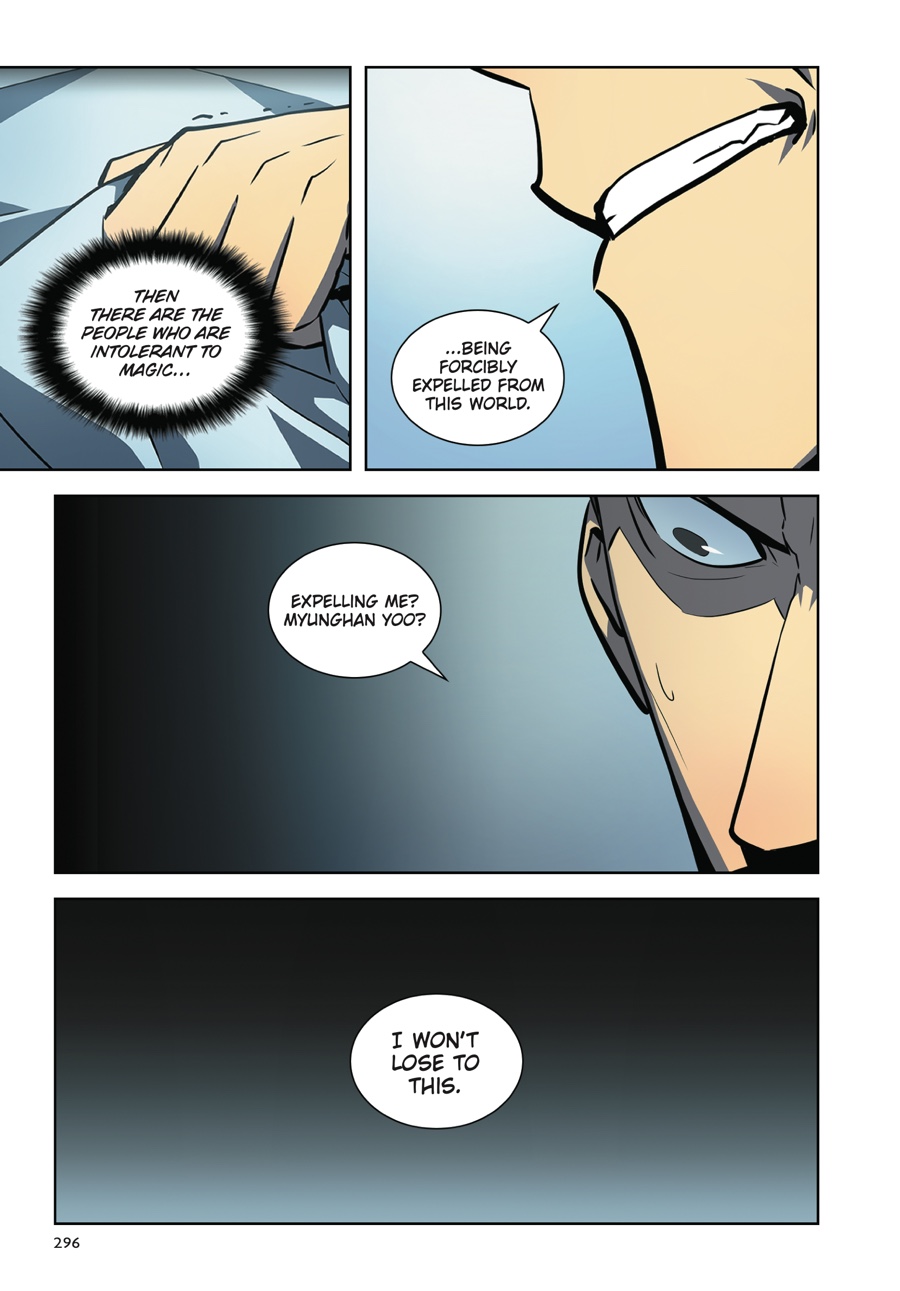 THEN
THERE ARE THE
PEOPLE WHO ARE
INTOLERANT TO
MAGIC...
...BEING
FORCIBLY
EXPELLED FROM
THIS WORLD.
EXPELLING ME?
MYUNGHAN YOO?
I WON'T
LOSE TO
THIS.
296